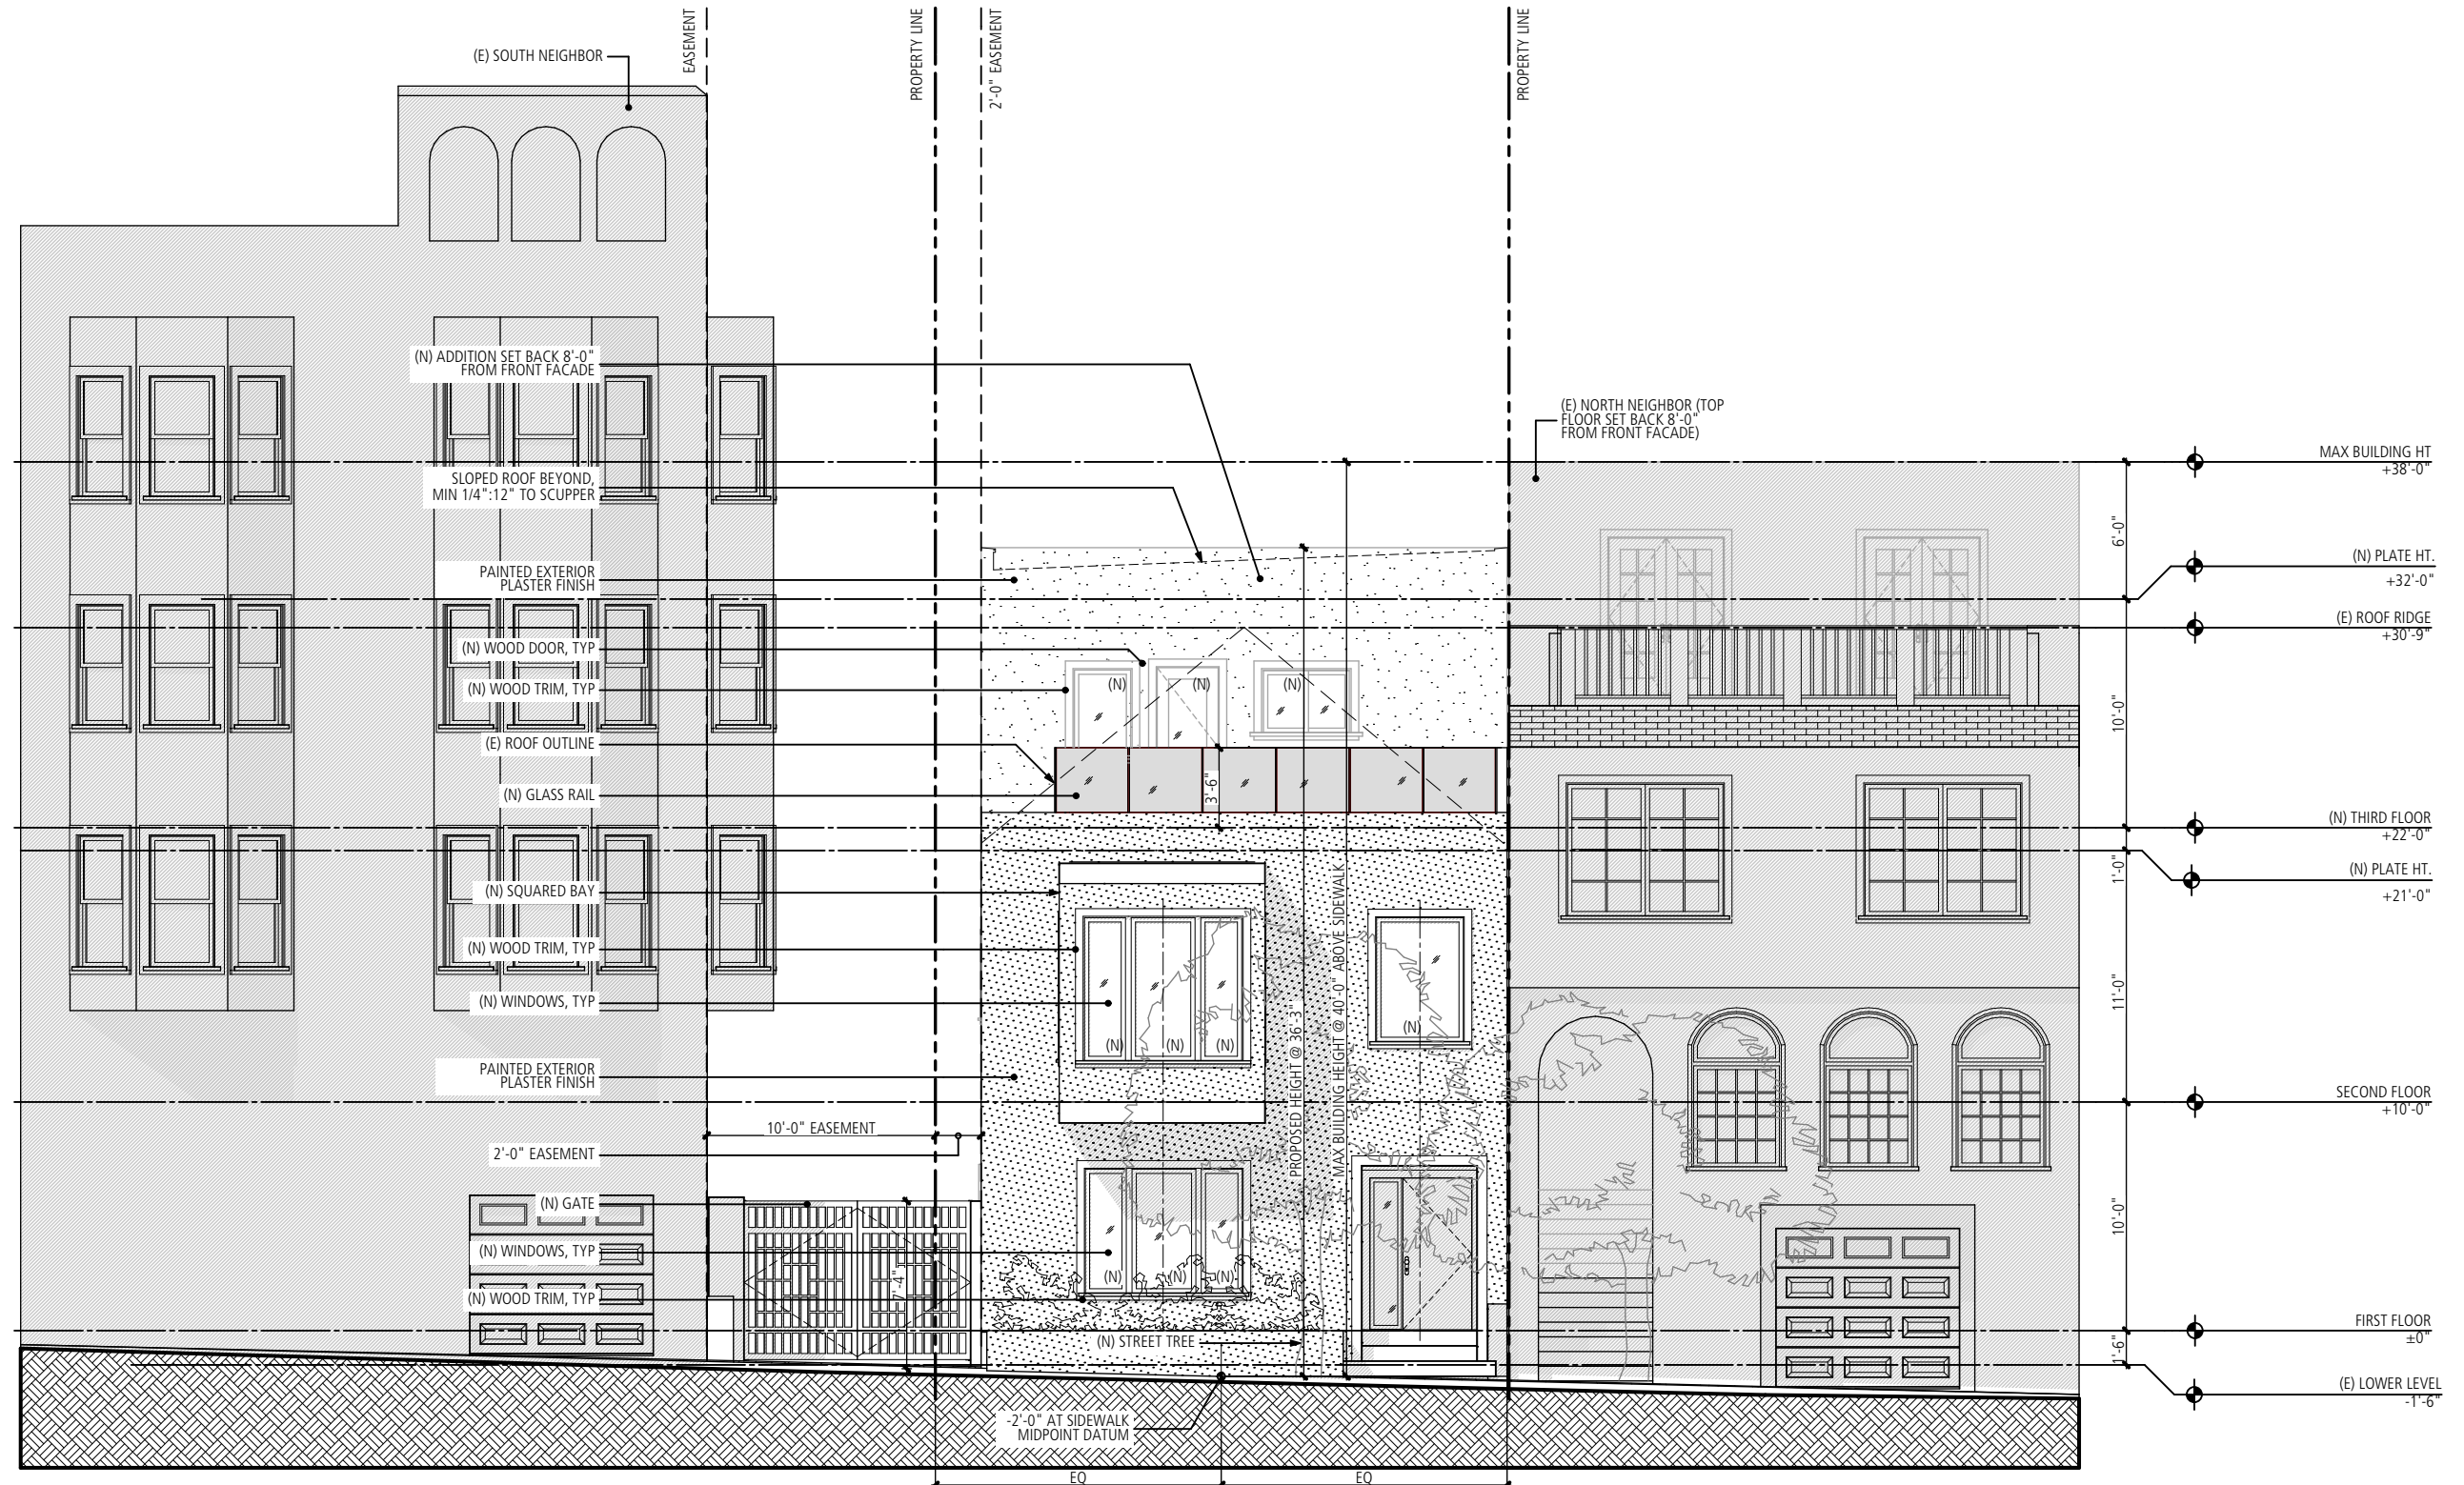 EASEMENT
PROPERTY LINE
2'-0" EASEMENT
PROPERTY LINE
(E) SOUTH NEIGHBOR
(N) ADDITION SET BACK 8'-0"
FROM FRONT FACADE
(E) NORTH NEIGHBOR (TOP
FLOOR SET BACK 8'-0"
FROM FRONT FACADE)
MAX BUILDING HT
+38'-0"
SLOPED ROOF BEYOND,
MIN 1/4":12" TO SCUPPER
6'-0"
(N) PLATE HT.
+32'-0"
PAINTED EXTERIOR
PLASTER FINISH
(E) ROOF RIDGE
+30'-9"
(N) WOOD DOOR, TYP
(N) WOOD TRIM, TYP
(N)
(N)
(N)
10'-0"
(E) ROOF OUTLINE
(N) GLASS RAIL
3'-6"
(N) THIRD FLOOR
+22'-0"
1'-0"
(N) PLATE HT.
+21'-0"
(N) SQUARED BAY
(N) WOOD TRIM, TYP
(N) WINDOWS, TYP
(N)
(N)
(N)
(N)
11'-0"
PROPOSED HEIGHT @ 36'-3"
MAX BUILDING HEIGHT @ 40'-0" ABOVE SIDEWALK
PAINTED EXTERIOR
PLASTER FINISH
SECOND FLOOR
+10'-0"
10'-0" EASEMENT
2'-0" EASEMENT
(N) GATE
10'-0"
(N) WINDOWS, TYP
7'-4"
(N)
(N)
(N)
(N) WOOD TRIM, TYP
FIRST FLOOR
±0"
(N) STREET TREE
1'-6"
(E) LOWER LEVEL
-1'-6"
-2'-0" AT SIDEWALK
MIDPOINT DATUM
EQ
EQ